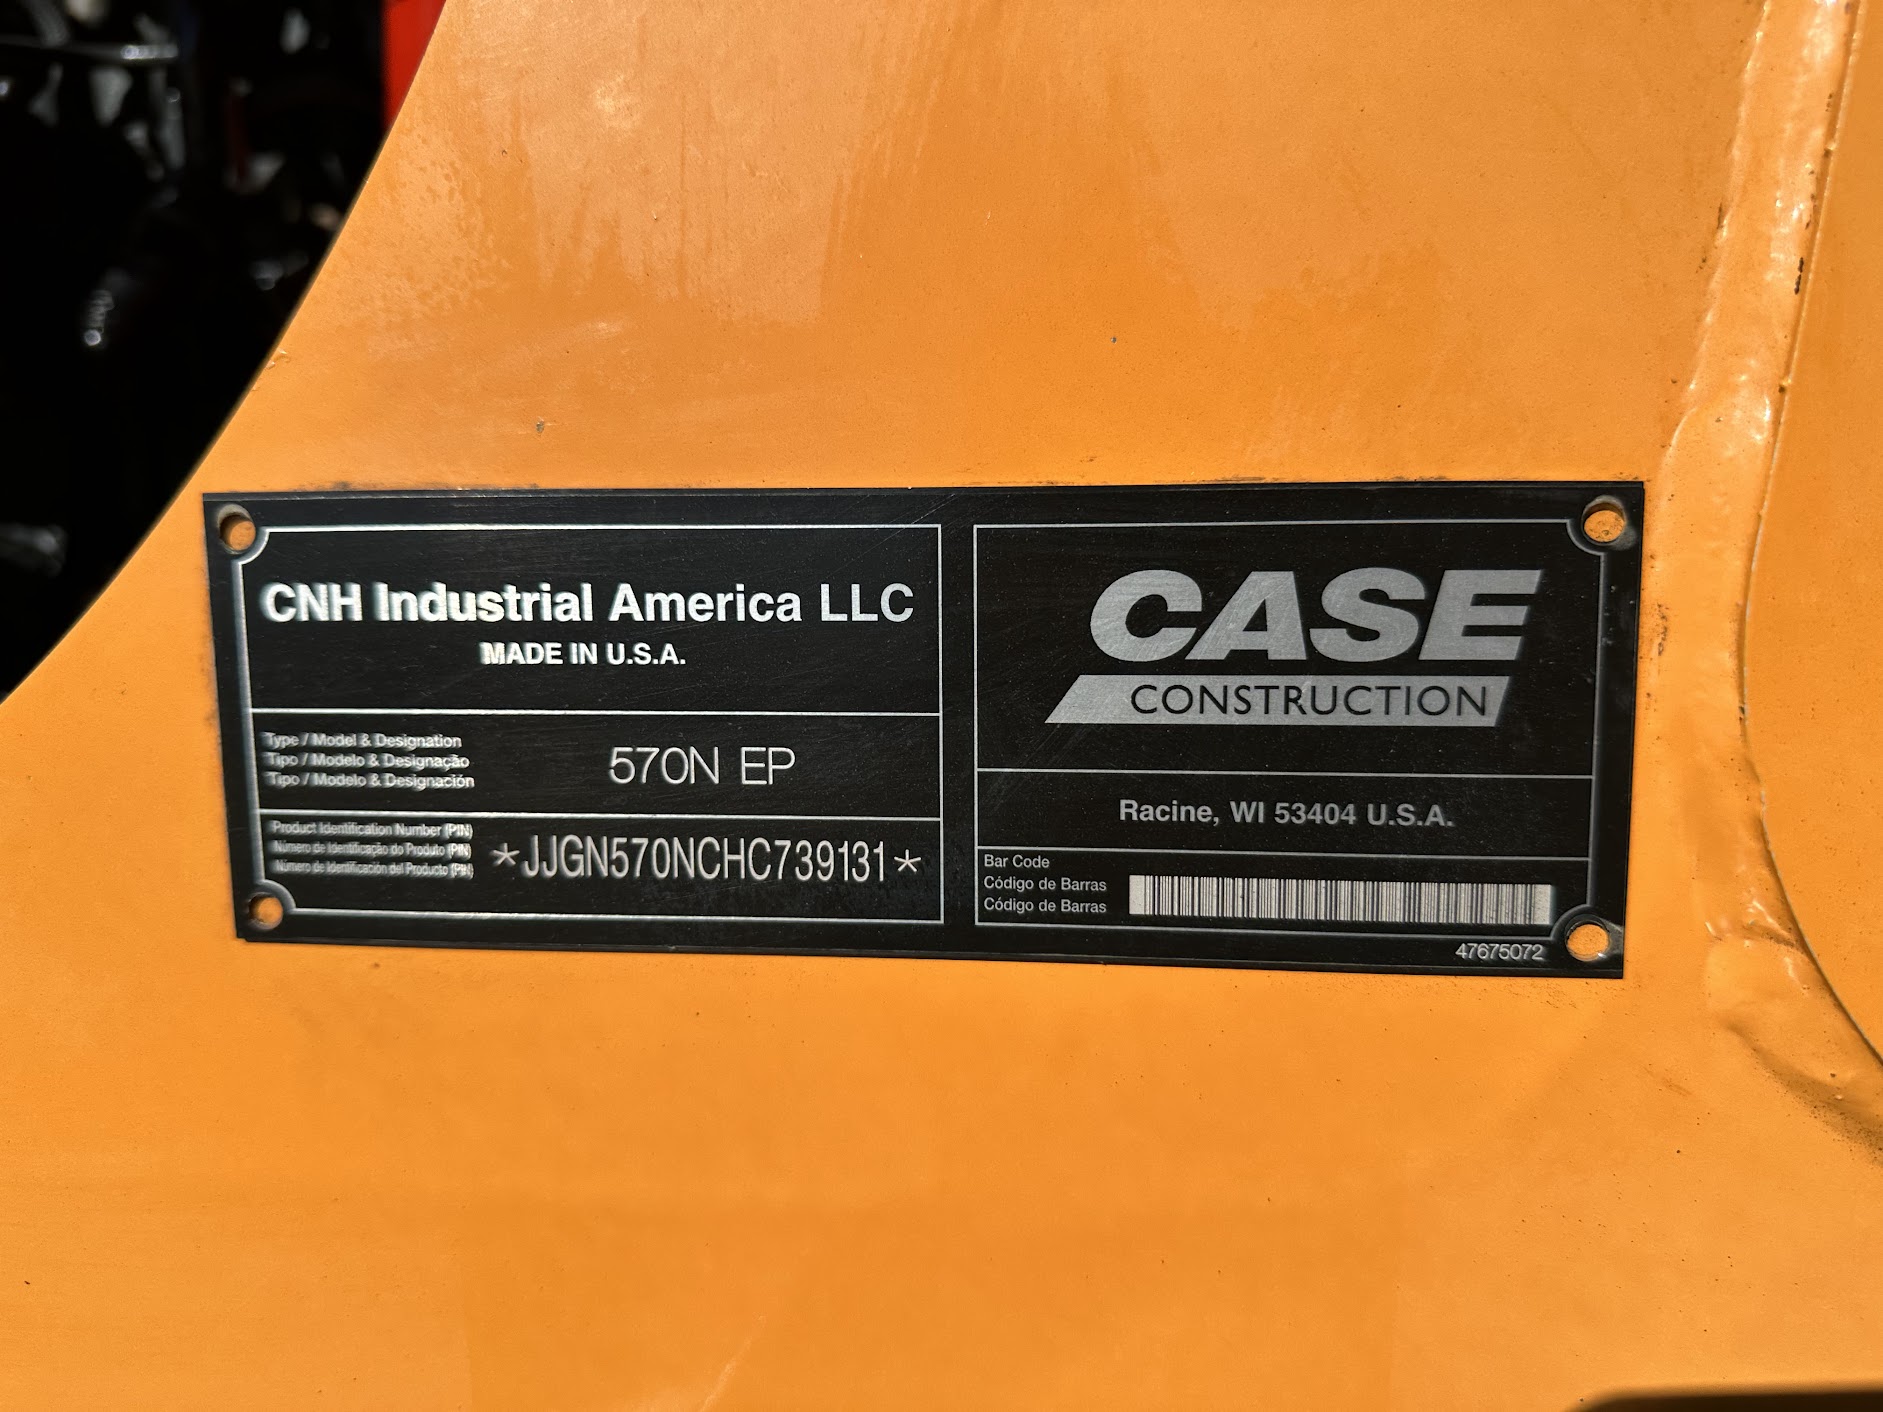 CNH Industrial America LLC
MADE IN U.S.A.
Type / Model & Designation
Tipo / Modelo & Designação
Tipo / Modelo & Designación
570N EP
Product Identification Number (PIN)
Número de Identificação do Produto (PIN)
Número de Identificación del Producto (PIN)
*JJGN570NCHC739131*
CASE
CONSTRUCTION
Racine, WI 53404 U.S.A.
Bar Code
Código de Barras
Código de Barras
47675072